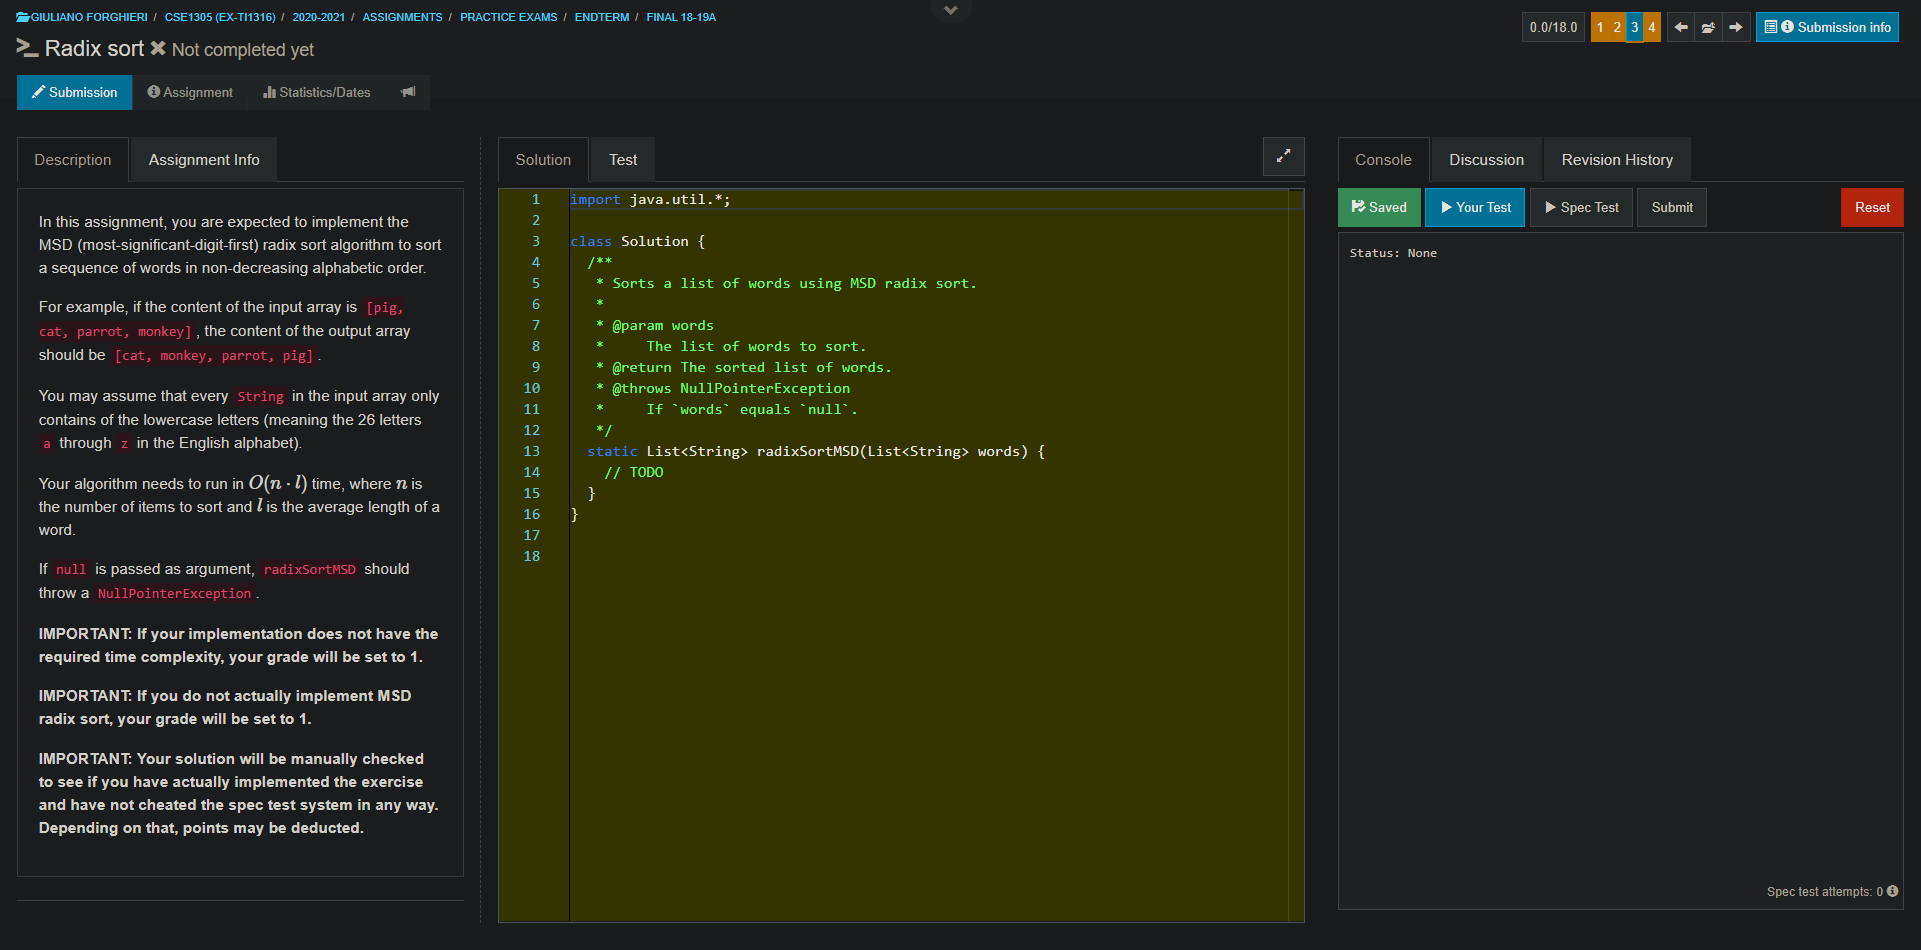 GIULIANO FORGHIERI / CSE1305 (EX-TI1316) / 2020-2021 / ASSIGNMENTS / PRACTICE EXAMS / ENDTERM / FINAL 18-19A
Radix sort Not completed yet
0.0/18.0 1 2 3 4 Submission info
Submission Assignment Statistics/Dates
Description Assignment Info
In this assignment, you are expected to implement the
MSD (most-significant-digit-first) radix sort algorithm to sort
a sequence of words in non-decreasing alphabetic order.
For example, if the content of the input array is [pig,
cat, parrot, monkey] , the content of the output array
should be [cat, monkey, parrot, pig] .
You may assume that every String in the input array only
contains of the lowercase letters (meaning the 26 letters
a through z in the English alphabet).
Your algorithm needs to run in O(n · l) time, where n is
the number of items to sort and l is the average length of a
word.
If null is passed as argument, radixSortMSD should
throw a NullPointerException .
IMPORTANT: If your implementation does not have the
required time complexity, your grade will be set to 1.
IMPORTANT: If you do not actually implement MSD
radix sort, your grade will be set to 1.
IMPORTANT: Your solution will be manually checked
to see if you have actually implemented the exercise
and have not cheated the spec test system in any way.
Depending on that, points may be deducted.
Solution Test
1 import java.util.*;
2
3 class Solution {
4 /**
5 * Sorts a list of words using MSD radix sort.
6 *
7 * @param words
8 * The list of words to sort.
9 * @return The sorted list of words.
10 * @throws NullPointerException
11 * If `words` equals `null`.
12 */
13 static List<String> radixSortMSD(List<String> words) {
14 // TODO
15 }
16 }
17
18
Console Discussion Revision History
Saved Your Test Spec Test Submit Reset
Status: None
Spec test attempts: 0